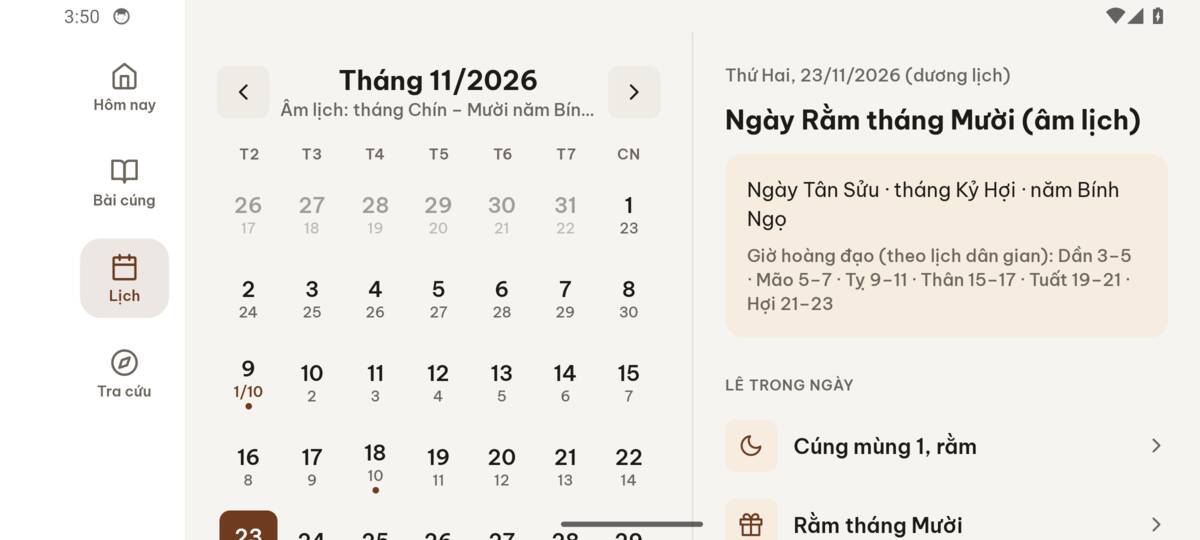 3:50
Hôm nay
Bài cúng
Lịch
Tra cứu
Tháng 11/2026
Âm lịch: tháng Chín – Mười năm Bín...
T2 T3 T4 T5 T6 T7 CN
26 27 28 29 30 31 1
17 18 19 20 21 22 23
2 3 4 5 6 7 8
24 25 26 27 28 29 30
9 10 11 12 13 14 15
1/10 2 3 4 5 6 7
16 17 18 19 20 21 22
8 9 10 11 12 13 14
23 24 25 26 27 28 29
Thứ Hai, 23/11/2026 (dương lịch)
Ngày Rằm tháng Mười (âm lịch)
Ngày Tân Sửu · tháng Kỷ Hợi · năm Bính
Ngọ
Giờ hoàng đạo (theo lịch dân gian): Dần 3–5
· Mão 5–7 · Tỵ 9–11 · Thân 15–17 · Tuất 19–21 ·
Hợi 21–23
LỄ TRONG NGÀY
Cúng mùng 1, rằm
Rằm tháng Mười